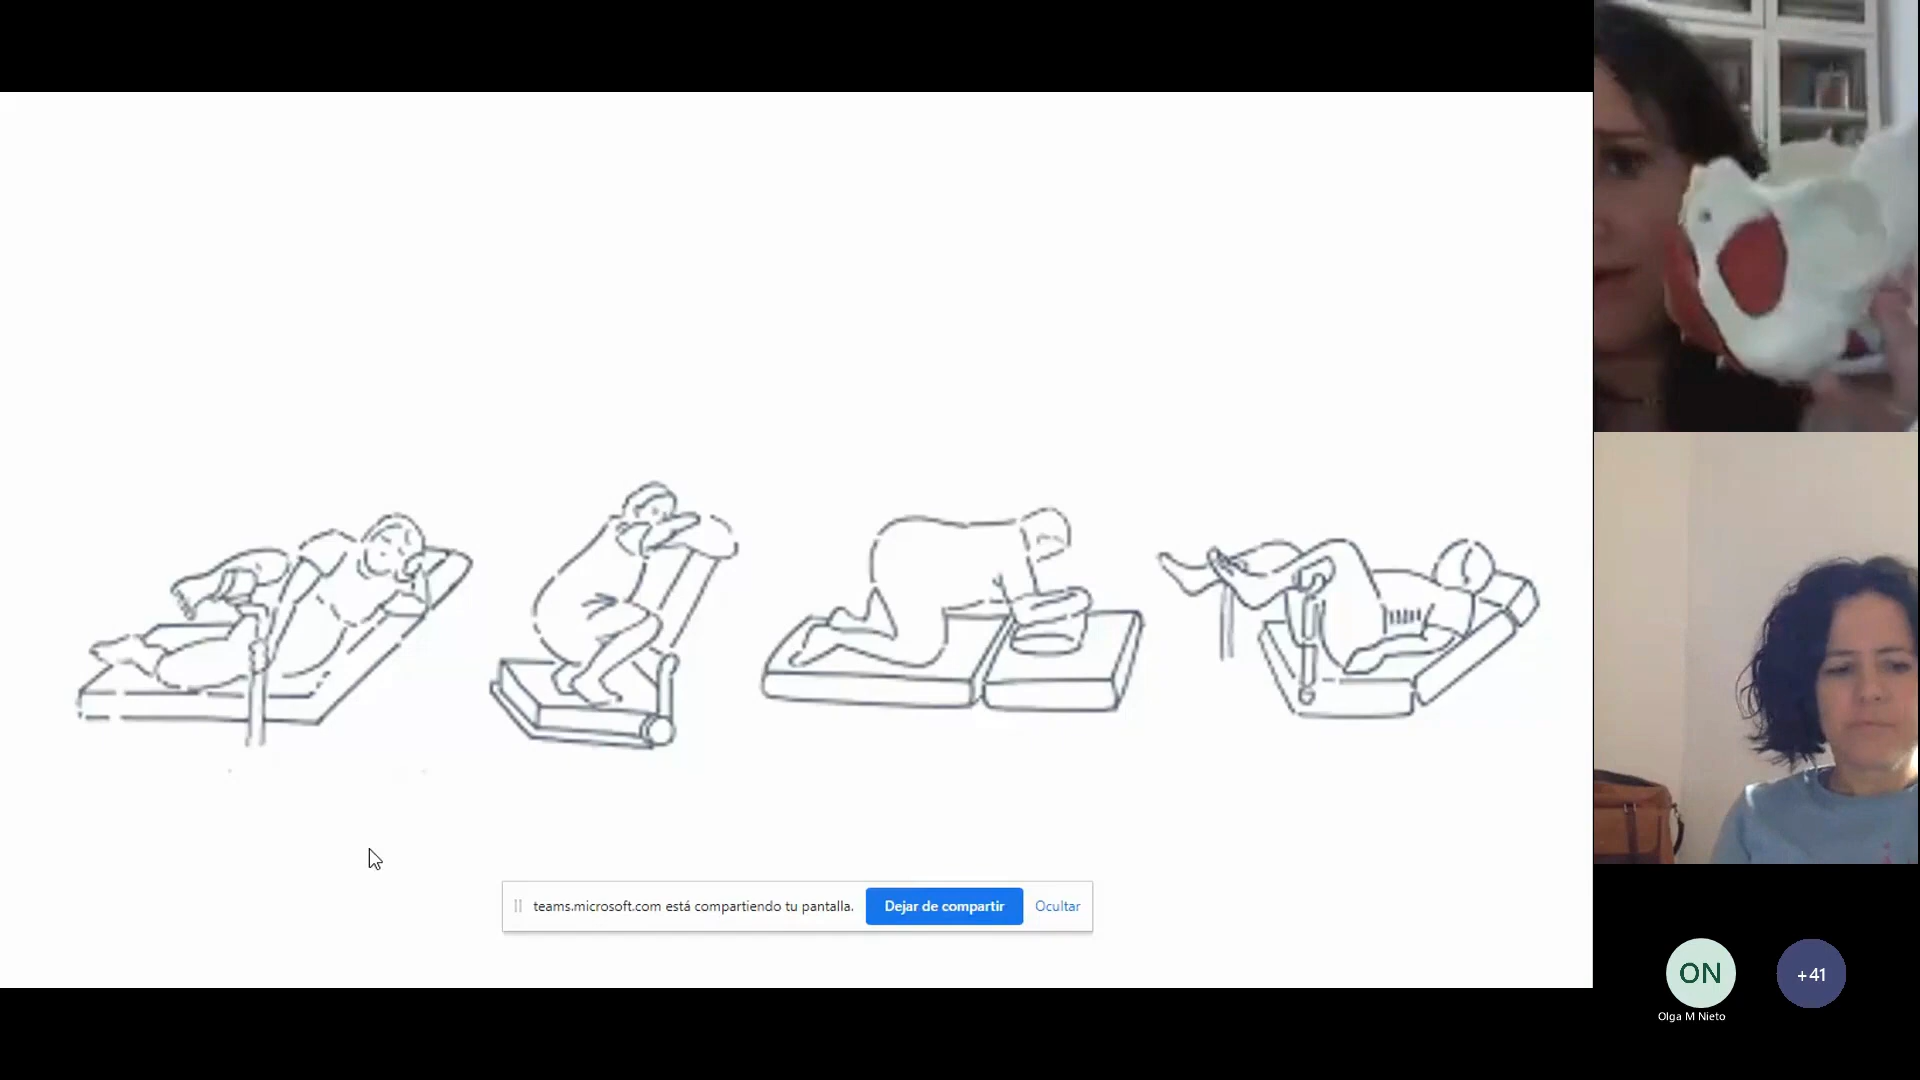 teams.microsoft.com está compartiendo tu pantalla.
Dejar de compartir
Ocultar
ON
+41
Olga M Nieto